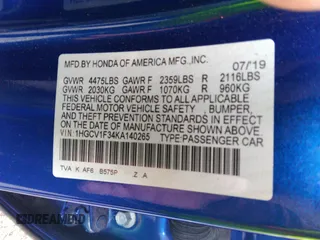 MFD.BY HONDA OF AMERICA MFG.,INC. 07/19
GVWR 4475LBS GAWR F 2359LBS R 2116LBS
GVWR 2030KG GAWR F 1070KG R 960KG
THIS VEHICLE CONFORMS TO ALL APPLICABLE
FEDERAL MOTOR VEHICLE SAFETY, BUMPER,
AND THEFT PREVENTION STANDARDS IN EFFECT
ON THE DATE OF MANUFACTURE SHOWN ABOVE.
VIN:1HGCV1F34KA140265 TYPE:PASSENGER CAR
TVA K AF6 B575P .Z A